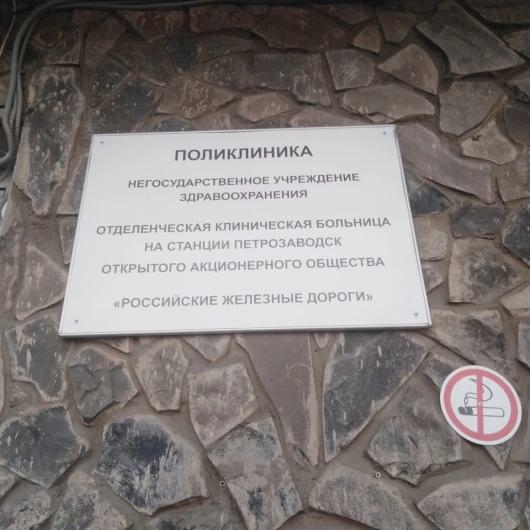 ПОЛИКЛИНИКА
НЕГОСУДАРСТВЕННОЕ УЧРЕЖДЕНИЕ
ЗДРАВООХРАНЕНИЯ
ОТДЕЛЕНЧЕСКАЯ КЛИНИЧЕСКАЯ БОЛЬНИЦА
НА СТАНЦИИ ПЕТРОЗАВОДСК
ОТКРЫТОГО АКЦИОНЕРНОГО ОБЩЕСТВА
«РОССИЙСКИЕ ЖЕЛЕЗНЫЕ ДОРОГИ»